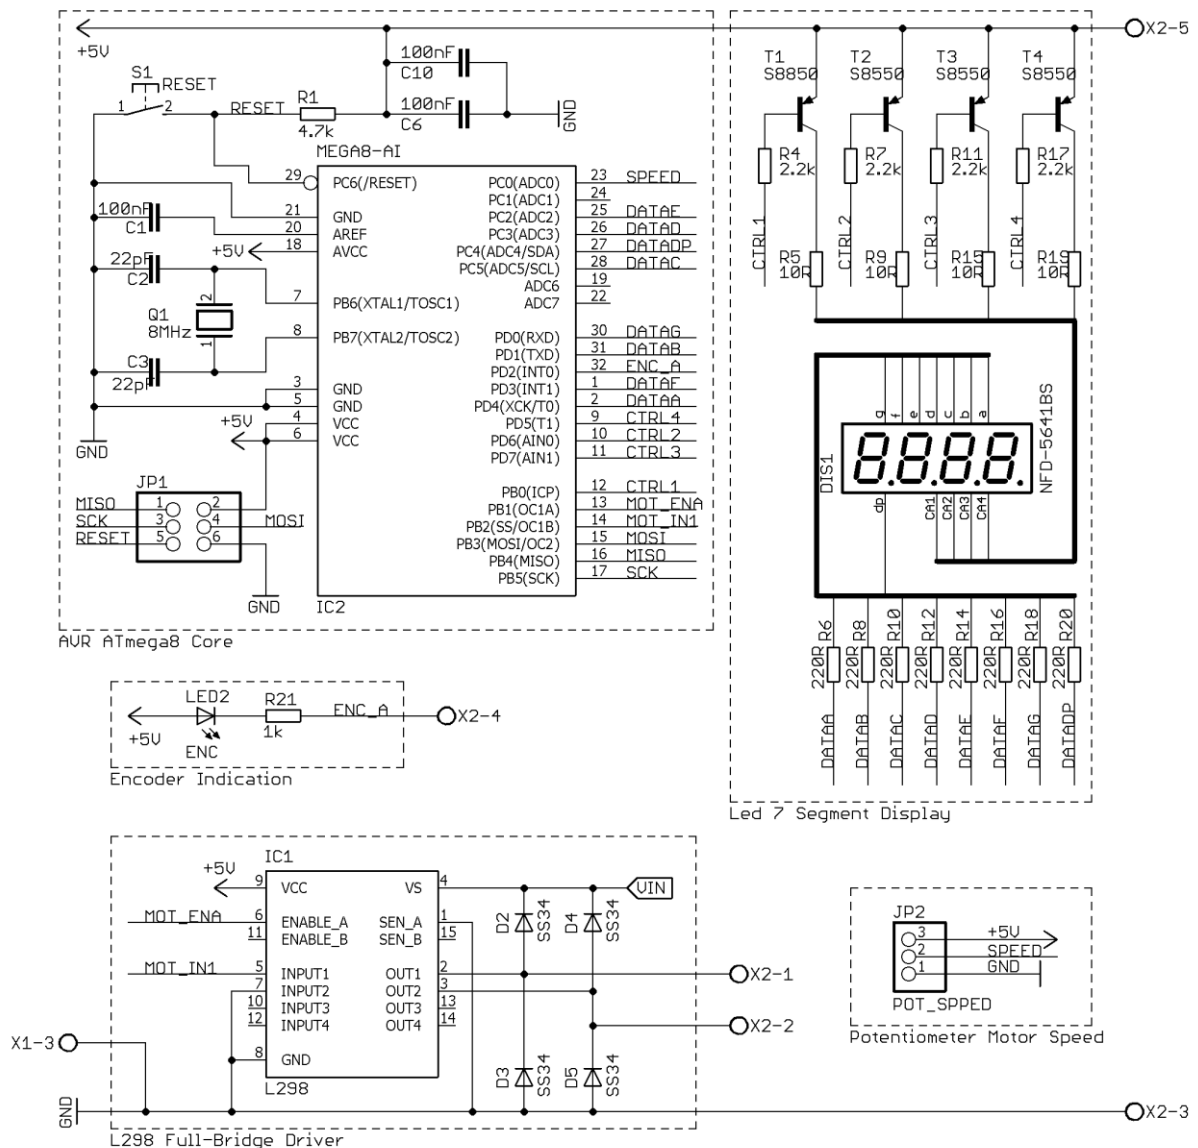 +5V
X2-5
S1
RESET
1 2
RESET
R1
4.7k
100nF
C10
100nF
C6
GND
MEGA8-AI
29 PC6(/RESET)
21 GND
20 AREF
18 AVCC
7 PB6(XTAL1/TOSC1)
8 PB7(XTAL2/TOSC2)
3 GND
5 GND
4 VCC
6 VCC
PC0(ADC0) 23 SPEED
PC1(ADC1) 24
PC2(ADC2) 25 DATAE
PC3(ADC3) 26 DATAD
PC4(ADC4/SDA) 27 DATADP
PC5(ADC5/SCL) 28 DATAC
ADC6 19
ADC7 22
PD0(RXD) 30 DATAG
PD1(TXD) 31 DATAB
PD2(INT0) 32 ENC_A
PD3(INT1) 1 DATAF
PD4(XCK/T0) 2 DATAA
PD5(T1) 9 CTRL4
PD6(AIN0) 10 CTRL2
PD7(AIN1) 11 CTRL3
PB0(ICP) 12 CTRL1
PB1(OC1A) 13 MOT_ENA
PB2(SS/OC1B) 14 MOT_IN1
PB3(MOSI/OC2) 15 MOSI
PB4(MISO) 16 MISO
PB5(SCK) 17 SCK
IC2
100nF
C1
+5V
22pF
C2
Q1
8MHz
2
1
C3
22pF
+5V
GND
JP1
MISO 1 2
SCK 3 4 MOSI
RESET 5 6
GND
AVR ATmega8 Core
T1
S8850
T2
S8550
T3
S8550
T4
S8550
R4
2.2k
R7
2.2k
R11
2.2k
R17
2.2k
CTRL1
CTRL2
CTRL3
CTRL4
R5
10R
R9
10R
R15
10R
R19
10R
g f e d c b a
DIS1
8.8.8.8.
NFD-5641BS
dp CA1 CA2 CA3 CA4
220R R6
220R R8
220R R10
220R R12
220R R14
220R R16
220R R18
220R R20
DATAA
DATAB
DATAC
DATAD
DATAE
DATAF
DATAG
DATADP
Led 7 Segment Display
LED2
R21
ENC_A
X2-4
+5V
1k
ENC
Encoder Indication
IC1
+5V
9 VCC
6 ENABLE_A
11 ENABLE_B
5 INPUT1
7 INPUT2
10 INPUT3
12 INPUT4
8 GND
VS 4
SEN_A 1
SEN_B 15
OUT1 2
OUT2 3
OUT3 13
OUT4 14
L298
MOT_ENA
MOT_IN1
VIN
D2
SS34
D4
SS34
D3
SS34
D5
SS34
X2-1
X2-2
X1-3
GND
X2-3
L298 Full-Bridge Driver
JP2
3 +5V
2 SPEED
1 GND
POT_SPPED
Potentiometer Motor Speed